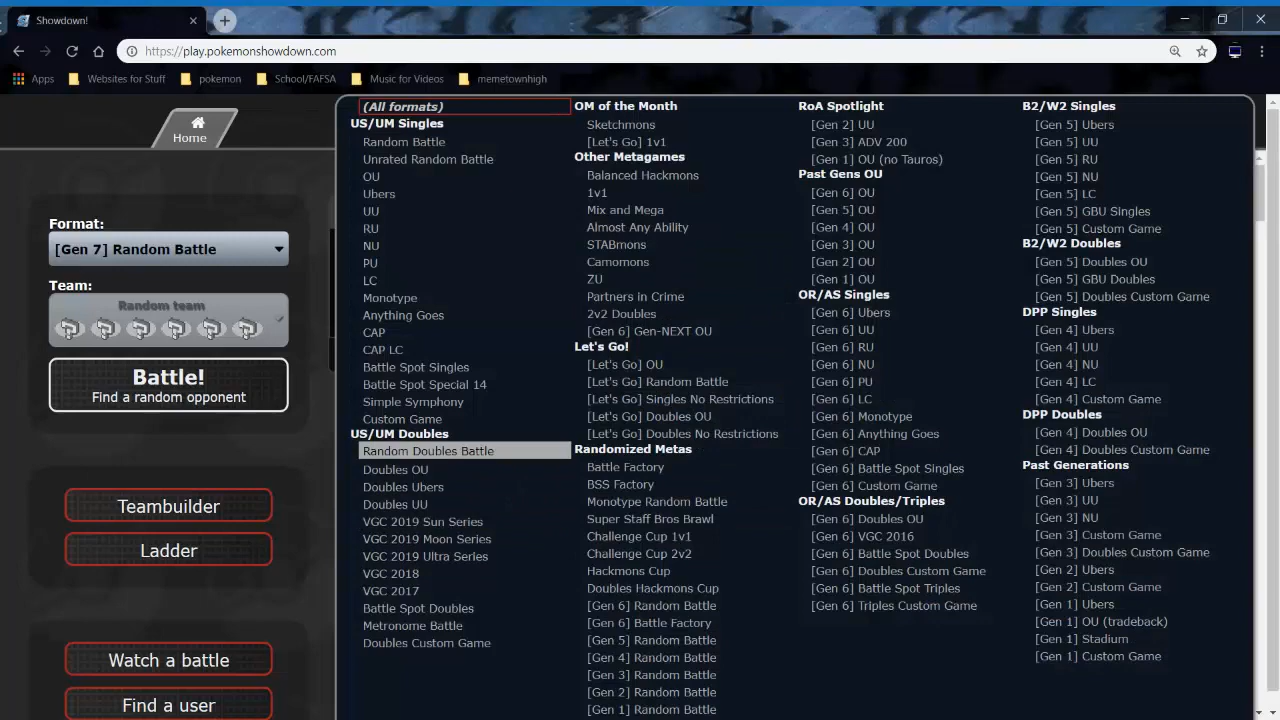 Showdown!
https://play.pokemonshowdown.com
Apps
Websites for Stuff
pokemon
School/FAFSA
Music for Videos
memetownhigh
Home
Format:
[Gen 7] Random Battle
Team:
Random team
Battle!
Find a random opponent
Teambuilder
Ladder
Watch a battle
Find a user
(All formats)
US/UM Singles
Random Battle
Unrated Random Battle
OU
Ubers
UU
RU
NU
PU
LC
Monotype
Anything Goes
CAP
CAP LC
Battle Spot Singles
Battle Spot Special 14
Simple Symphony
Custom Game
US/UM Doubles
Random Doubles Battle
Doubles OU
Doubles Ubers
Doubles UU
VGC 2019 Sun Series
VGC 2019 Moon Series
VGC 2019 Ultra Series
VGC 2018
VGC 2017
Battle Spot Doubles
Metronome Battle
Doubles Custom Game
OM of the Month
Sketchmons
[Let's Go] 1v1
Other Metagames
Balanced Hackmons
1v1
Mix and Mega
Almost Any Ability
STABmons
Camomons
ZU
Partners in Crime
2v2 Doubles
[Gen 6] Gen-NEXT OU
Let's Go!
[Let's Go] OU
[Let's Go] Random Battle
[Let's Go] Singles No Restrictions
[Let's Go] Doubles OU
[Let's Go] Doubles No Restrictions
Randomized Metas
Battle Factory
BSS Factory
Monotype Random Battle
Super Staff Bros Brawl
Challenge Cup 1v1
Challenge Cup 2v2
Hackmons Cup
Doubles Hackmons Cup
[Gen 6] Random Battle
[Gen 6] Battle Factory
[Gen 5] Random Battle
[Gen 4] Random Battle
[Gen 3] Random Battle
[Gen 2] Random Battle
[Gen 1] Random Battle
RoA Spotlight
[Gen 2] UU
[Gen 3] ADV 200
[Gen 1] OU (no Tauros)
Past Gens OU
[Gen 6] OU
[Gen 5] OU
[Gen 4] OU
[Gen 3] OU
[Gen 2] OU
[Gen 1] OU
OR/AS Singles
[Gen 6] Ubers
[Gen 6] UU
[Gen 6] RU
[Gen 6] NU
[Gen 6] PU
[Gen 6] LC
[Gen 6] Monotype
[Gen 6] Anything Goes
[Gen 6] CAP
[Gen 6] Battle Spot Singles
[Gen 6] Custom Game
OR/AS Doubles/Triples
[Gen 6] Doubles OU
[Gen 6] VGC 2016
[Gen 6] Battle Spot Doubles
[Gen 6] Doubles Custom Game
[Gen 6] Battle Spot Triples
[Gen 6] Triples Custom Game
B2/W2 Singles
[Gen 5] Ubers
[Gen 5] UU
[Gen 5] RU
[Gen 5] NU
[Gen 5] LC
[Gen 5] GBU Singles
[Gen 5] Custom Game
B2/W2 Doubles
[Gen 5] Doubles OU
[Gen 5] GBU Doubles
[Gen 5] Doubles Custom Game
DPP Singles
[Gen 4] Ubers
[Gen 4] UU
[Gen 4] NU
[Gen 4] LC
[Gen 4] Custom Game
DPP Doubles
[Gen 4] Doubles OU
[Gen 4] Doubles Custom Game
Past Generations
[Gen 3] Ubers
[Gen 3] UU
[Gen 3] NU
[Gen 3] Custom Game
[Gen 3] Doubles Custom Game
[Gen 2] Ubers
[Gen 2] Custom Game
[Gen 1] Ubers
[Gen 1] OU (tradeback)
[Gen 1] Stadium
[Gen 1] Custom Game